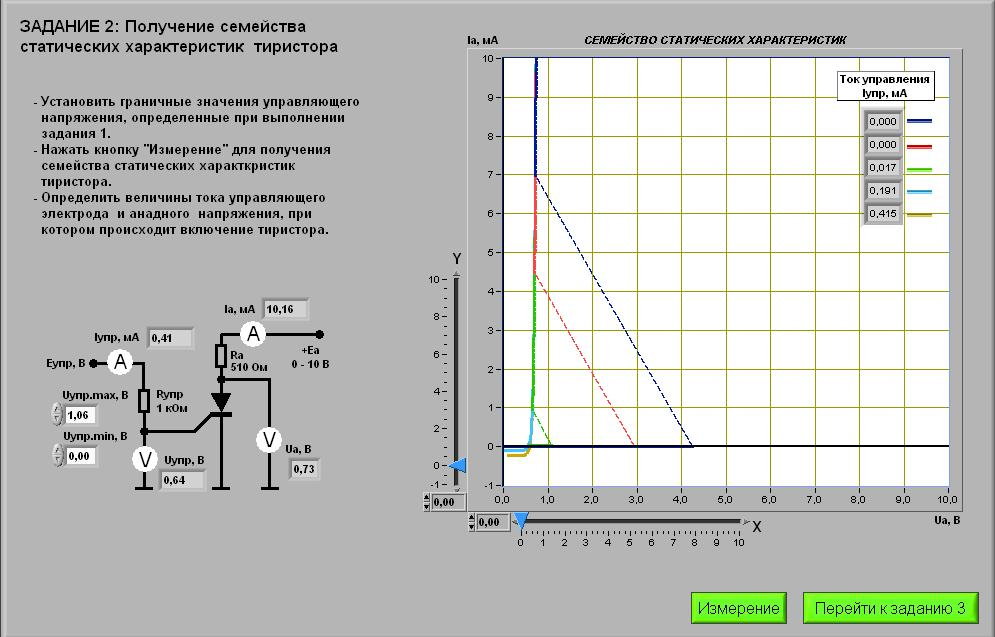 ЗАДАНИЕ 2: Получение семейства
статических характеристик тиристора
- Установить граничные значения управляющего
напряжения, определенные при выполнении
задания 1.
- Нажать кнопку "Измерение" для получения
семейства статических характкристик
тиристора.
- Определить величины тока управляющего
электрода и анадного напряжения, при
котором происходит включение тиристора.
Iа, мА 10,16
Iупр, мА 0,41
A
A
Eупр, В
Rа
510 Ом
+Eа
0 - 10 В
Uупр.max, В
1,06
Rупр
1 кОм
Uупр.min, В
0,00
V
V
Uупр, В
0,64
Uа, В
0,73
Iа, мА
СЕМЕЙСТВО СТАТИЧЕСКИХ ХАРАКТЕРИСТИК
10
9
8
7
6
5
4
3
2
1
0
-1
0,0 1,0 2,0 3,0 4,0 5,0 6,0 7,0 8,0 9,0 10,0
Uа, В
Ток управления
Iупр, мА
0,000
0,000
0,017
0,191
0,415
Y
10
8
6
4
2
0
-1
0,00
0,00
X
0 1 2 3 4 5 6 7 8 9 10
Измерение
Перейти к заданию 3